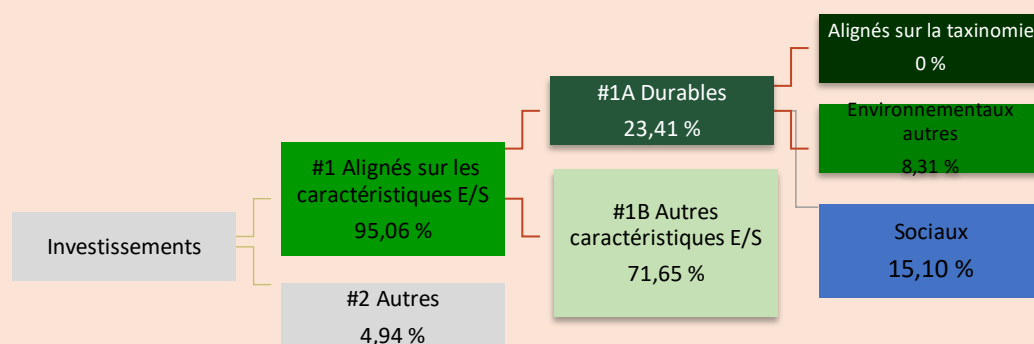 Investissements
#1 Alignés sur les
caractéristiques E/S
95,06 %
#2 Autres
4,94 %
#1A Durables
23,41 %
#1B Autres
caractéristiques E/S
71,65 %
Alignés sur la taxinomie
0 %
Environnementaux
autres
8,31 %
Sociaux
15,10 %